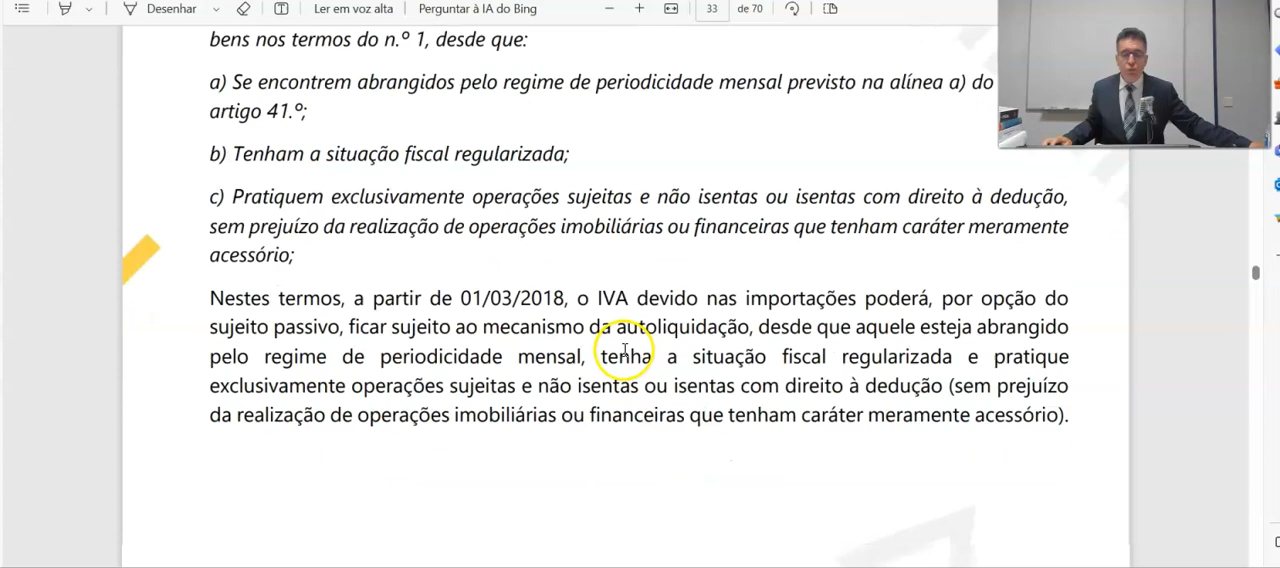 Desenhar
Ler em voz alta
Perguntar à IA do Bing
33
de 70
bens nos termos do n.º 1, desde que:
a) Se encontrem abrangidos pelo regime de periodicidade mensal previsto na alínea a) do
artigo 41.º;
b) Tenham a situação fiscal regularizada;
c) Pratiquem exclusivamente operações sujeitas e não isentas ou isentas com direito à dedução,
sem prejuízo da realização de operações imobiliárias ou financeiras que tenham caráter meramente
acessório;
Nestes termos, a partir de 01/03/2018, o IVA devido nas importações poderá, por opção do
sujeito passivo, ficar sujeito ao mecanismo da autoliquidação, desde que aquele esteja abrangido
pelo regime de periodicidade mensal, tenha a situação fiscal regularizada e pratique
exclusivamente operações sujeitas e não isentas ou isentas com direito à dedução (sem prejuízo
da realização de operações imobiliárias ou financeiras que tenham caráter meramente acessório).